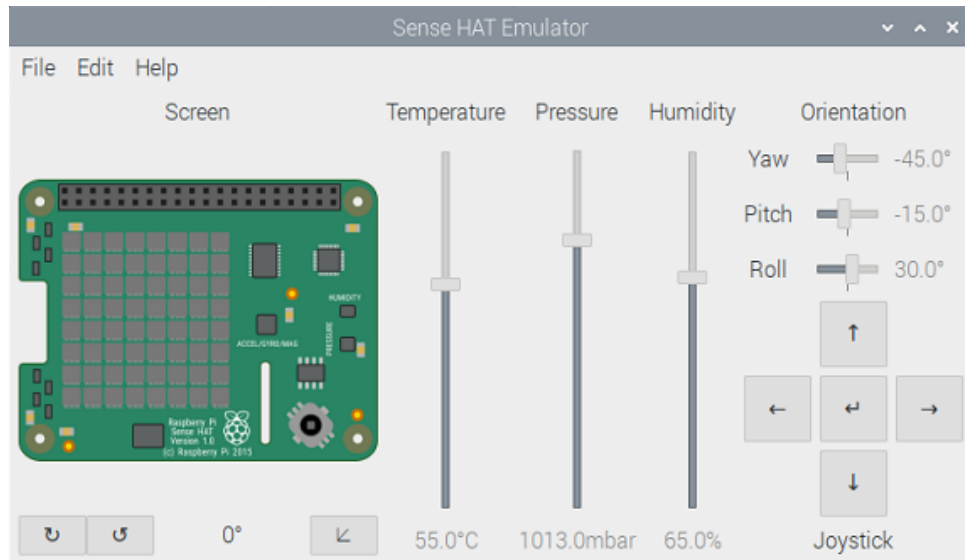 Sense HAT Emulator
File Edit Help
Screen
Temperature
Pressure
Humidity
Orientation
Yaw -45.0°
Pitch -15.0°
Roll 30.0°
HUMIDITY
PRESSURE
ACCEL/GYRO/MAG
Raspberry Pi
Sense HAT
Version 1.0
(c) Raspberry Pi 2015
0°
55.0°C
1013.0mbar
65.0%
Joystick